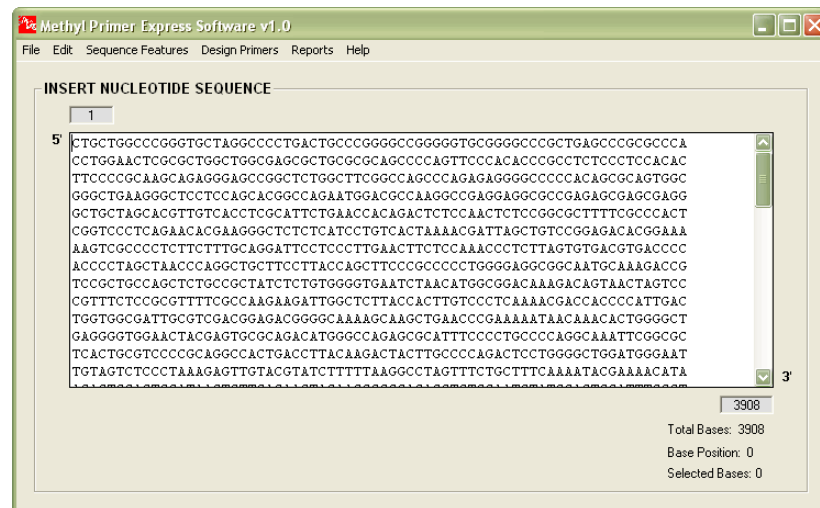 Methyl Primer Express Software v1.0
File Edit Sequence Features Design Primers Reports Help
INSERT NUCLEOTIDE SEQUENCE
1
5'
CTGCTGGCCCGGGTGCTAGGCCCCTGACTGCCCGGGGCCGGGGGTGCGGGGCCCGCTGAGCCCGCGCCCA
CCTGGAACTCGCGCTGGCTGGCGAGCGCTGCGCGCAGCCCCAGTTCCCACACCCGCCTCTCCCTCCACAC
TTCCCCGCAAGCAGAGGGAGCCGGCTCTGGCTTCGGCCAGCCCAGAGAGGGGCCCCCACAGCGCAGTGGC
GGGCTGAAGGGCTCCTCCAGCACGGCCAGAATGGACGCCAAGGCCGAGGAGGCGCCGAGAGCGAGCGAGG
GCTGCTAGCACGTTGTCACCTCGCATTCTGAACCACAGACTCTCCAACTCTCCGGCGCTTTTCGCCCACT
CGGTCCCTCAGAACACGAAGGGCTCTCTCATCCTGTCACTAAAACGATTAGCTGTCCGGAGACACGGAAA
AAGTCGCCCCTCTTCTTTGCAGGATTCCTCCCTTGAACTTCTCCAAACCCTCTTAGTGTGACGTGACCCC
ACCCCTAGCTAACCCAGGCTGCTTCCTTACCAGCTTCCCGCCCCCTGGGGAGGCGGCAATGCAAAGACCG
TCCGCTGCCAGCTCTGCCGCTATCTCTGTGGGGTGAATCTAACATGGCGGACAAAGACAGTAACTAGTCC
CGTTTCTCCGCGTTTTCGCCAAGAAGATTGGCTCTTACCACTTGTCCCTCAAAACGACCACCCCATTGAC
TGGTGGCGATTGCGTCGACGGAGACGGGGCAAAAGCAAGCTGAACCCGAAAAATAACAAACACTGGGGCT
GAGGGGTGGAACTACGAGTGCGCAGACATGGGCCAGAGCGCATTTCCCCTGCCCCAGGCAAATTCGGCGC
TCACTGCGTCCCCGCAGGCCACTGACCTTACAAGACTACTTGCCCCAGACTCCTGGGGCTGGATGGGAAT
TGTAGTCTCCCTAAAGAGTTGTACGTATCTTTTTAAGGCCTAGTTTCTGCTTTCAAAATACGAAAACATA
3'
3908
Total Bases: 3908
Base Position: 0
Selected Bases: 0